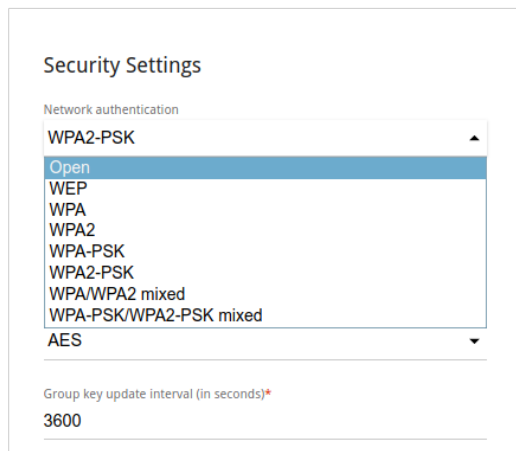 Security Settings
Network authentication
WPA2-PSK
Open
WEP
WPA
WPA2
WPA-PSK
WPA2-PSK
WPA/WPA2 mixed
WPA-PSK/WPA2-PSK mixed
AES
Group key update interval (in seconds)*
3600